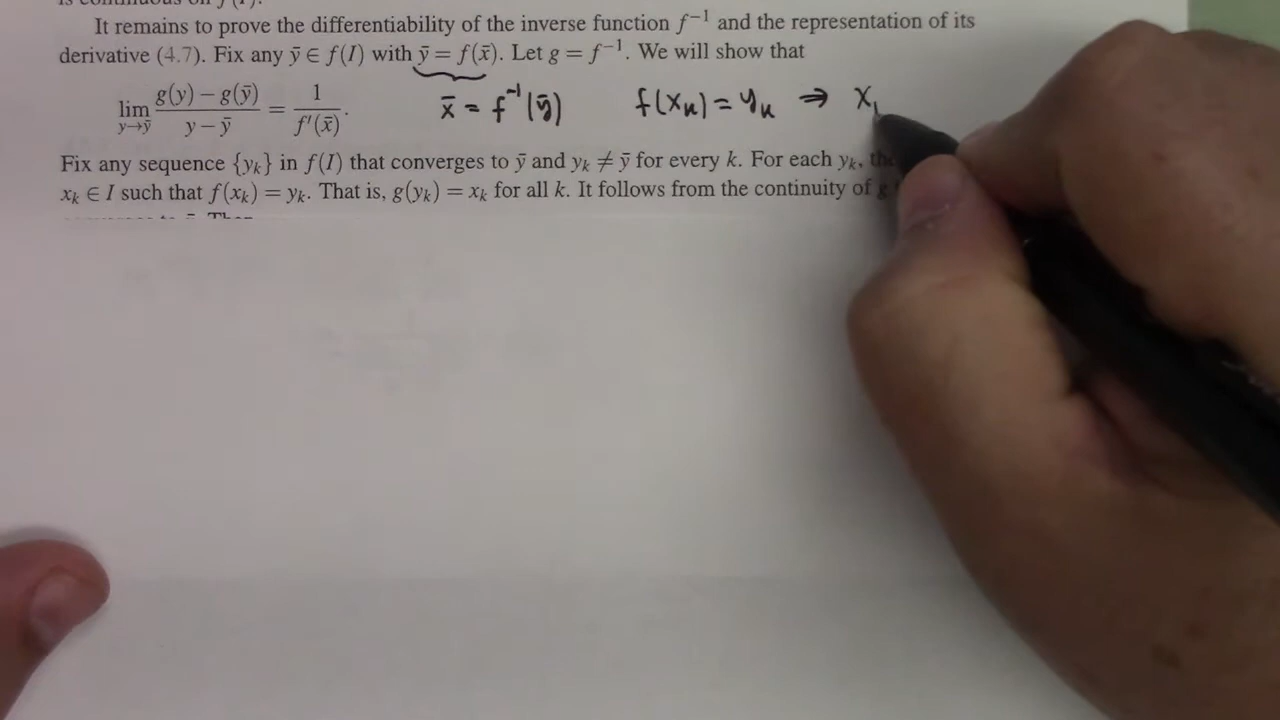 It remains to prove the differentiability of the inverse function f⁻¹ and the representation of its
derivative (4.7). Fix any ȳ ∈ f(I) with ȳ = f(x̄). Let g = f⁻¹. We will show that
lim y→ȳ (g(y) − g(ȳ))/(y − ȳ) = 1/f′(x̄). x̄ = f⁻¹(ȳ) f(xₖ) = yₖ ⇒ x
Fix any sequence {yₖ} in f(I) that converges to ȳ and yₖ ≠ ȳ for every k. For each yₖ,
xₖ ∈ I such that f(xₖ) = yₖ. That is, g(yₖ) = xₖ for all k. It follows from the continuity of g